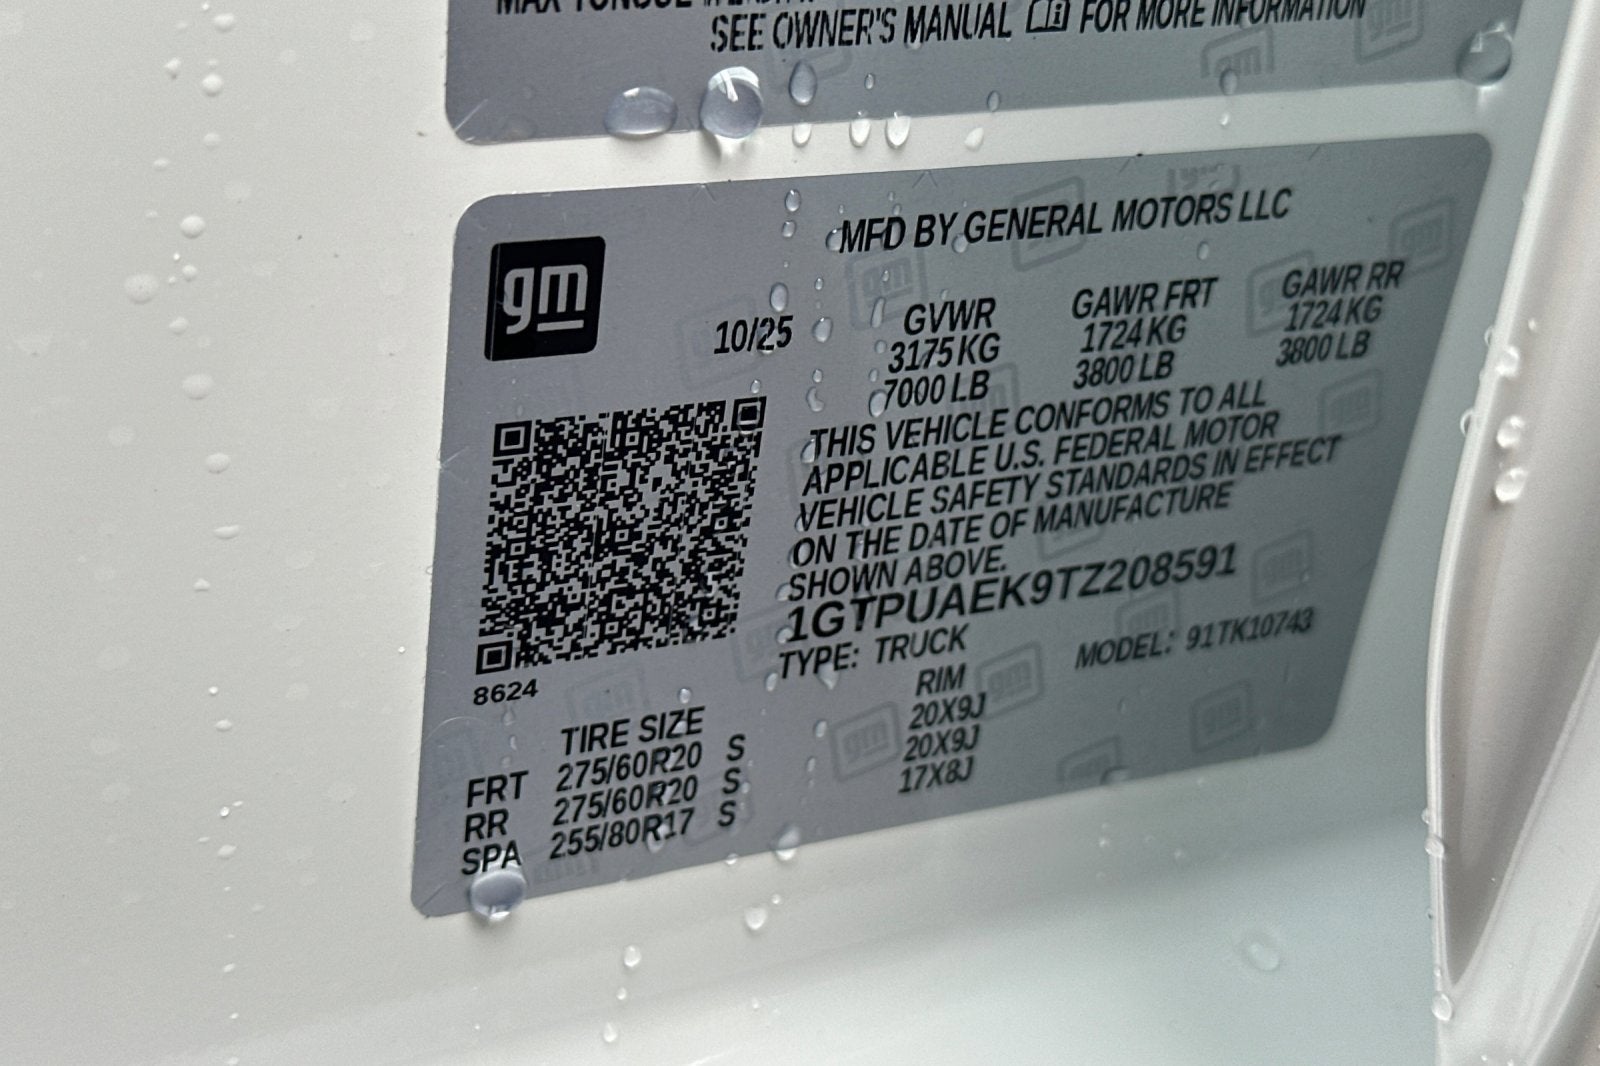 MAX TONGUE
SEE OWNER'S MANUAL FOR MORE INFORMATION
gm
MFD BY GENERAL MOTORS LLC
10/25
GVWR GAWR FRT GAWR RR
3175 KG 1724 KG 1724 KG
7000 LB 3800 LB 3800 LB
THIS VEHICLE CONFORMS TO ALL
APPLICABLE U.S. FEDERAL MOTOR
VEHICLE SAFETY STANDARDS IN EFFECT
ON THE DATE OF MANUFACTURE
SHOWN ABOVE.
1GTPUAEK9TZ208591
TYPE: TRUCK MODEL: 91TK10743
8624
TIRE SIZE RIM
FRT 275/60R20 S 20X9J
RR 275/60R20 S 20X9J
SPA 255/80R17 S 17X8J